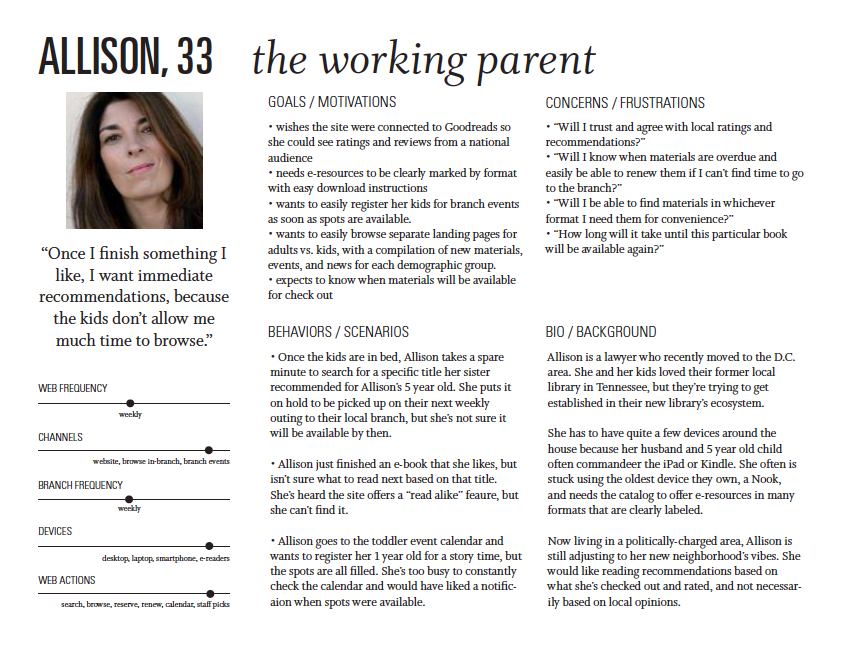 ALLISON, 33 the working parent
“Once I finish something I
like, I want immediate
recommendations, because
the kids don’t allow me
much time to browse.”
WEB FREQUENCY
weekly
CHANNELS
website, browse in-branch, branch events
BRANCH FREQUENCY
weekly
DEVICES
desktop, laptop, smartphone, e-readers
WEB ACTIONS
search, browse, reserve, renew, calendar, staff picks
GOALS / MOTIVATIONS
• wishes the site were connected to Goodreads so
she could see ratings and reviews from a national
audience
• needs e-resources to be clearly marked by format
with easy download instructions
• wants to easily register her kids for branch events
as soon as spots are available.
• wants to easily browse separate landing pages for
adults vs. kids, with a compilation of new materials,
events, and news for each demographic group.
• expects to know when materials will be available
for check out
CONCERNS / FRUSTRATIONS
• “Will I trust and agree with local ratings and
recommendations?”
• “Will I know when materials are overdue and
easily be able to renew them if I can’t find time to go
to the branch?”
• “Will I be able to find materials in whichever
format I need them for convenience?”
• “How long will it take until this particular book
will be available again?”
BEHAVIORS / SCENARIOS
• Once the kids are in bed, Allison takes a spare
minute to search for a specific title her sister
recommended for Allison’s 5 year old. She puts it
on hold to be picked up on their next weekly
outing to their local branch, but she’s not sure it
will be available by then.
• Allison just finished an e-book that she likes, but
isn’t sure what to read next based on that title.
She’s heard the site offers a “read alike” feaure, but
she can’t find it.
• Allison goes to the toddler event calendar and
wants to register her 1 year old for a story time, but
the spots are all filled. She’s too busy to constantly
check the calendar and would have liked a notific-
aion when spots were available.
BIO / BACKGROUND
Allison is a lawyer who recently moved to the D.C.
area. She and her kids loved their former local
library in Tennessee, but they’re trying to get
established in their new library’s ecosystem.
She has to have quite a few devices around the
house because her husband and 5 year old child
often commandeer the iPad or Kindle. She often is
stuck using the oldest device they own, a Nook,
and needs the catalog to offer e-resources in many
formats that are clearly labeled.
Now living in a politically-charged area, Allison is
still adjusting to her new neighborhood’s vibes. She
would like reading recommendations based on
what she’s checked out and rated, and not necessar-
ily based on local opinions.